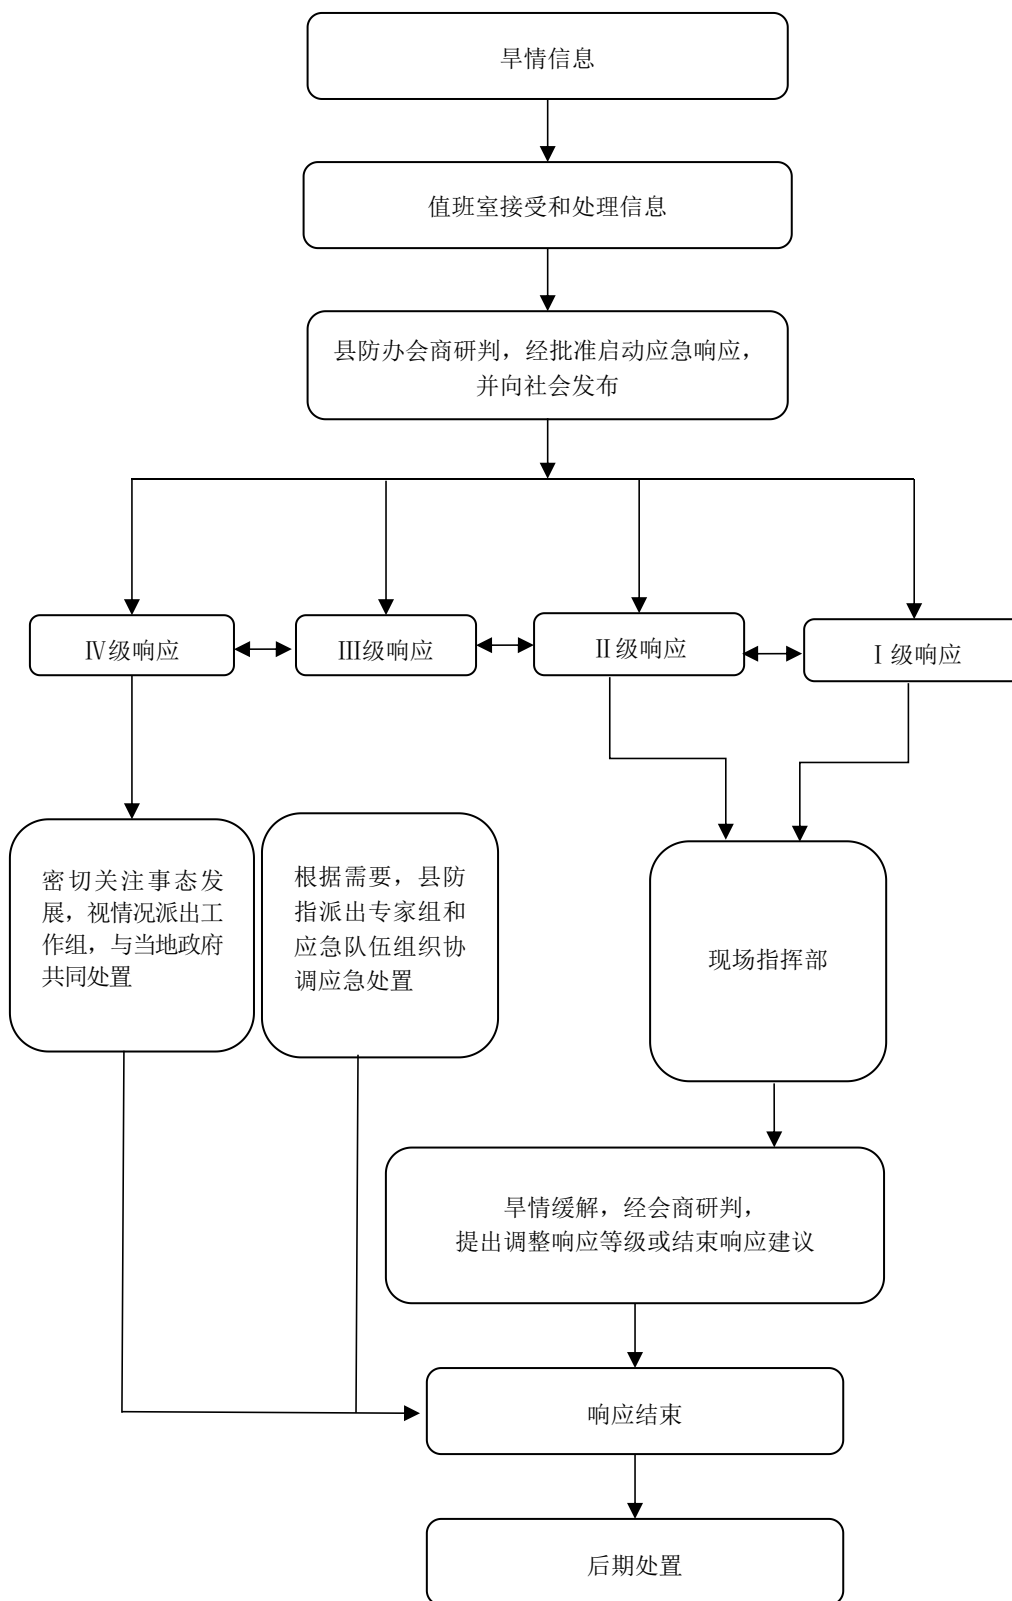 旱情信息
值班室接受和处理信息
县防办会商研判，经批准启动应急响应，
并向社会发布
Ⅳ级响应
Ⅲ级响应
Ⅱ级响应
Ⅰ级响应
密切关注事态发
展，视情况派出工
作组，与当地政府
共同处置
根据需要，县防
指派出专家组和
应急队伍组织协
调应急处置
现场指挥部
旱情缓解，经会商研判，
提出调整响应等级或结束响应建议
响应结束
后期处置